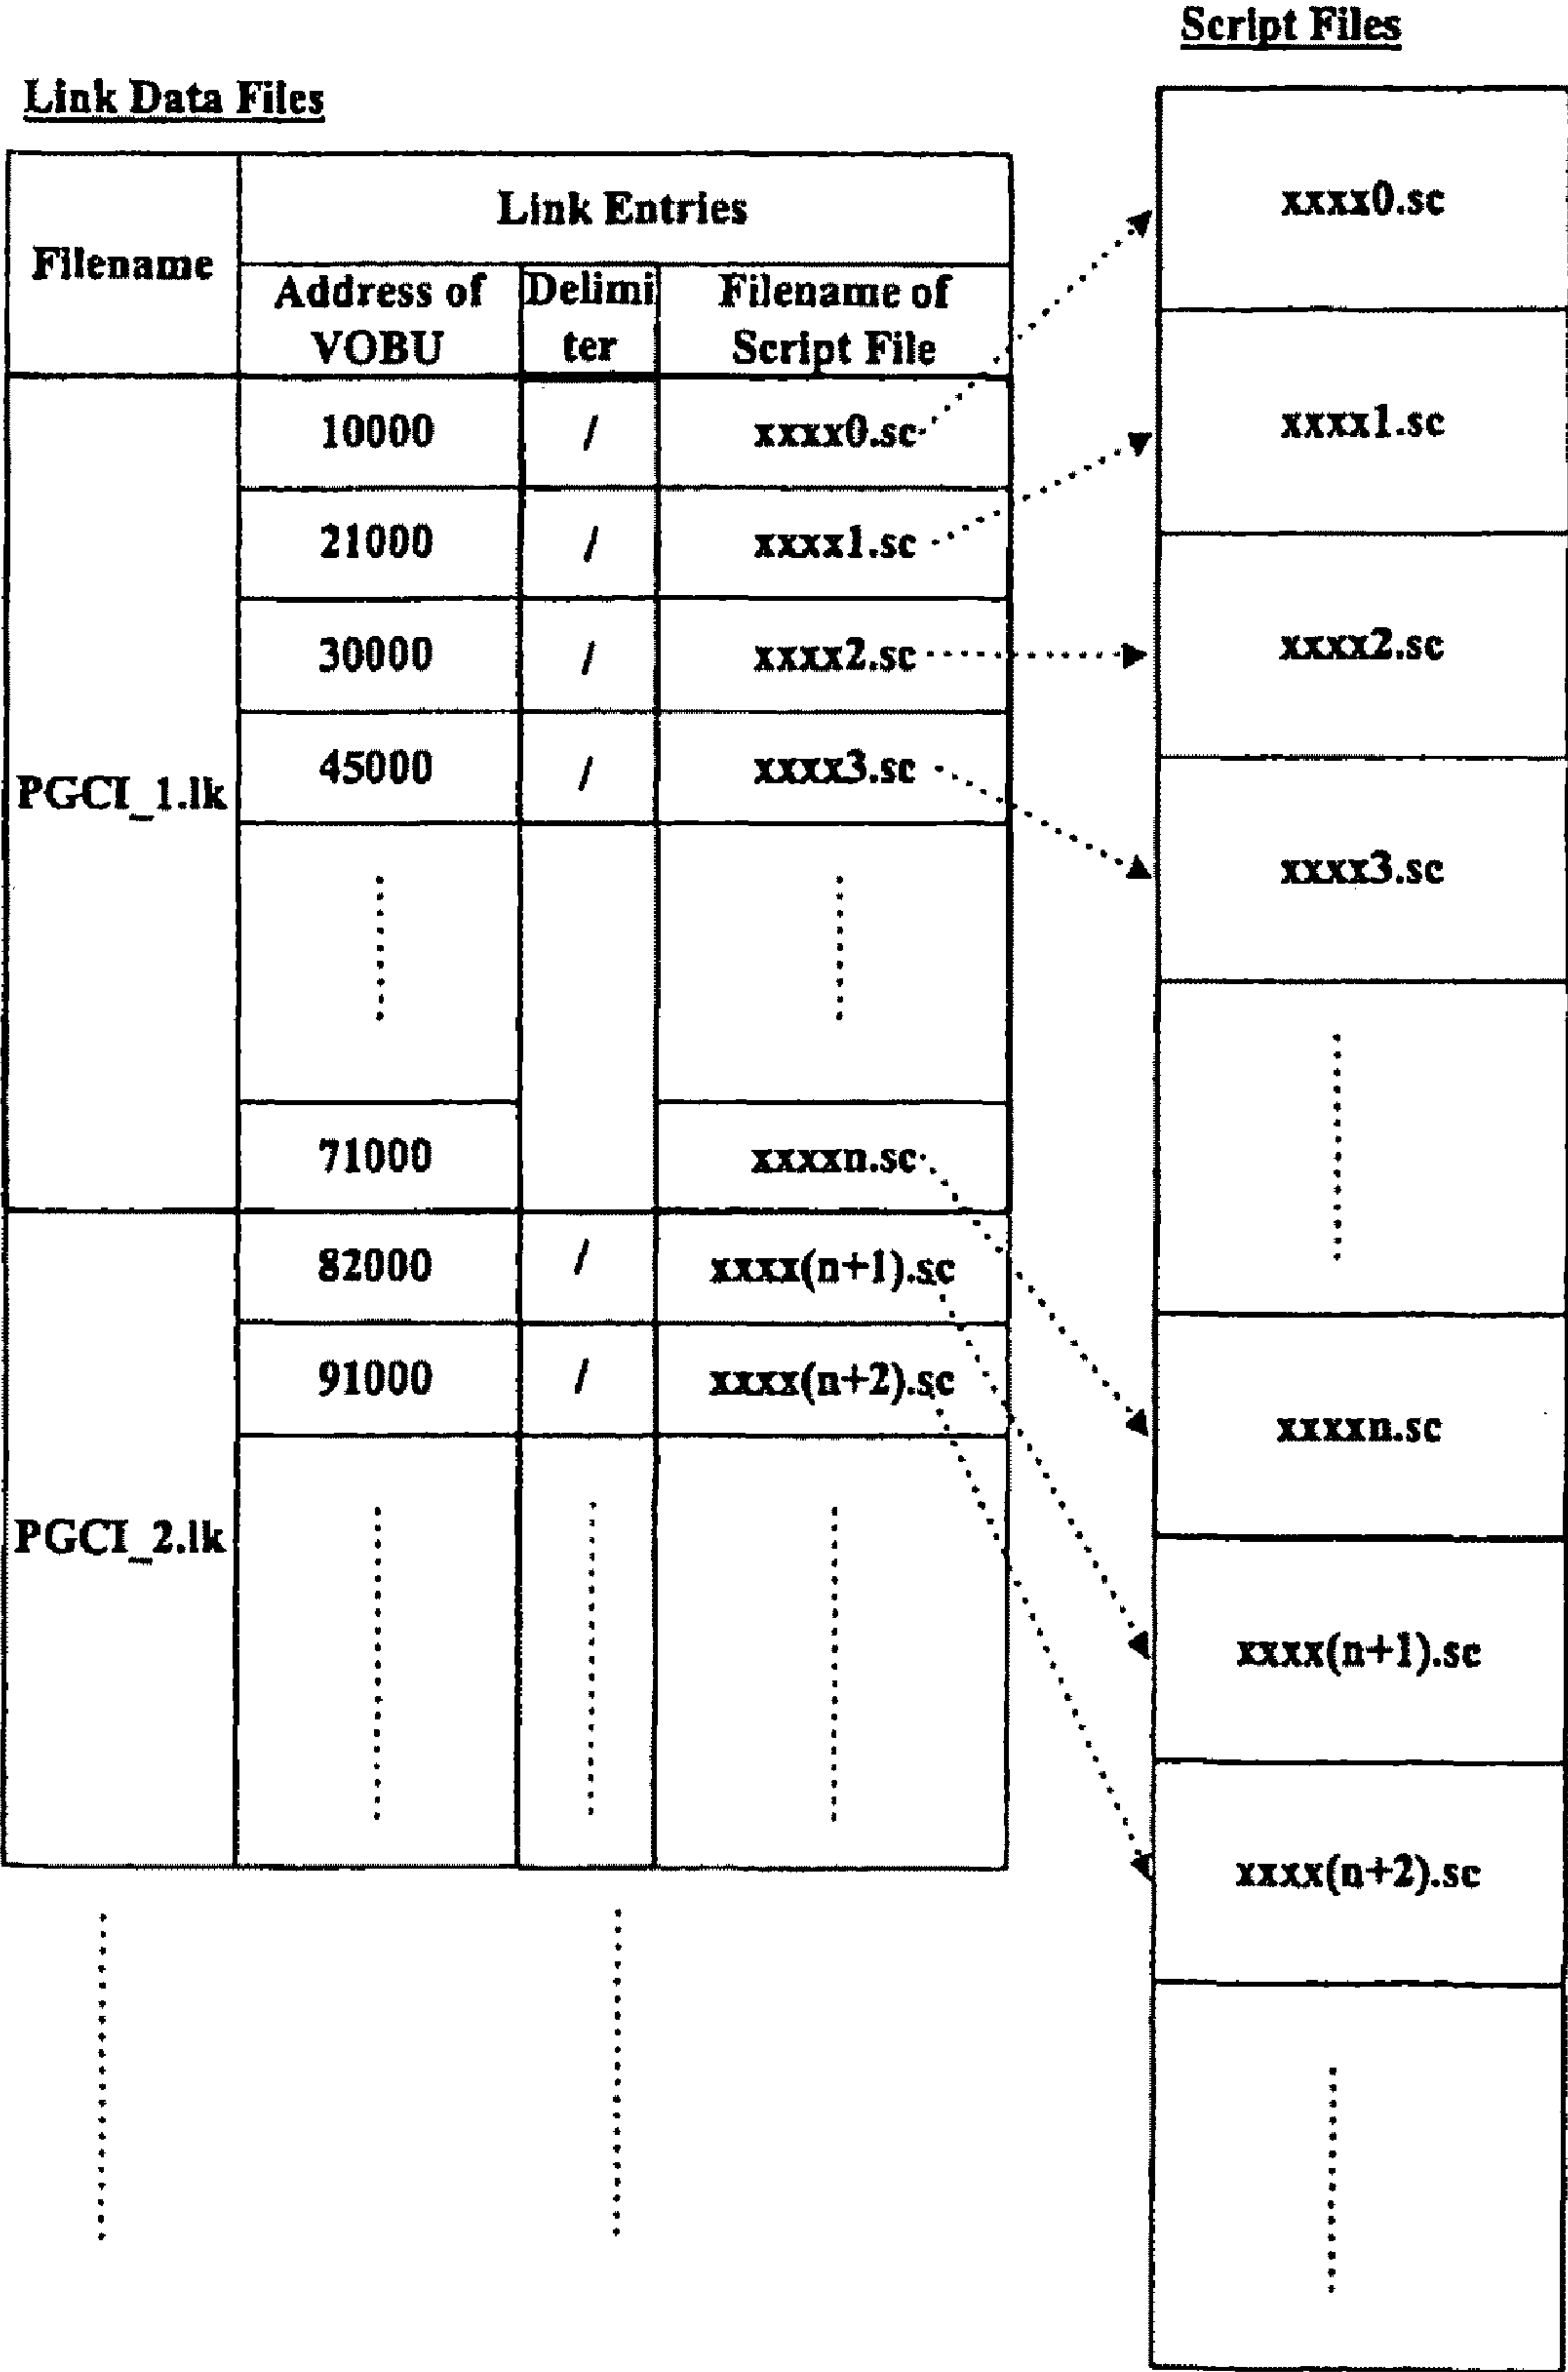 Script Files
Link Data Files
Filename
Link Entries
Address of
VOBU
Delimi
ter
Filename of
Script File
PGCI_1.lk
10000 / xxxx0.sc
21000 / xxxx1.sc
30000 / xxxx2.sc
45000 / xxxx3.sc
71000 xxxxn.sc
PGCI_2.lk
82000 / xxxx(n+1).sc
91000 / xxxx(n+2).sc
xxxx0.sc
xxxx1.sc
xxxx2.sc
xxxx3.sc
xxxxn.sc
xxxx(n+1).sc
xxxx(n+2).sc